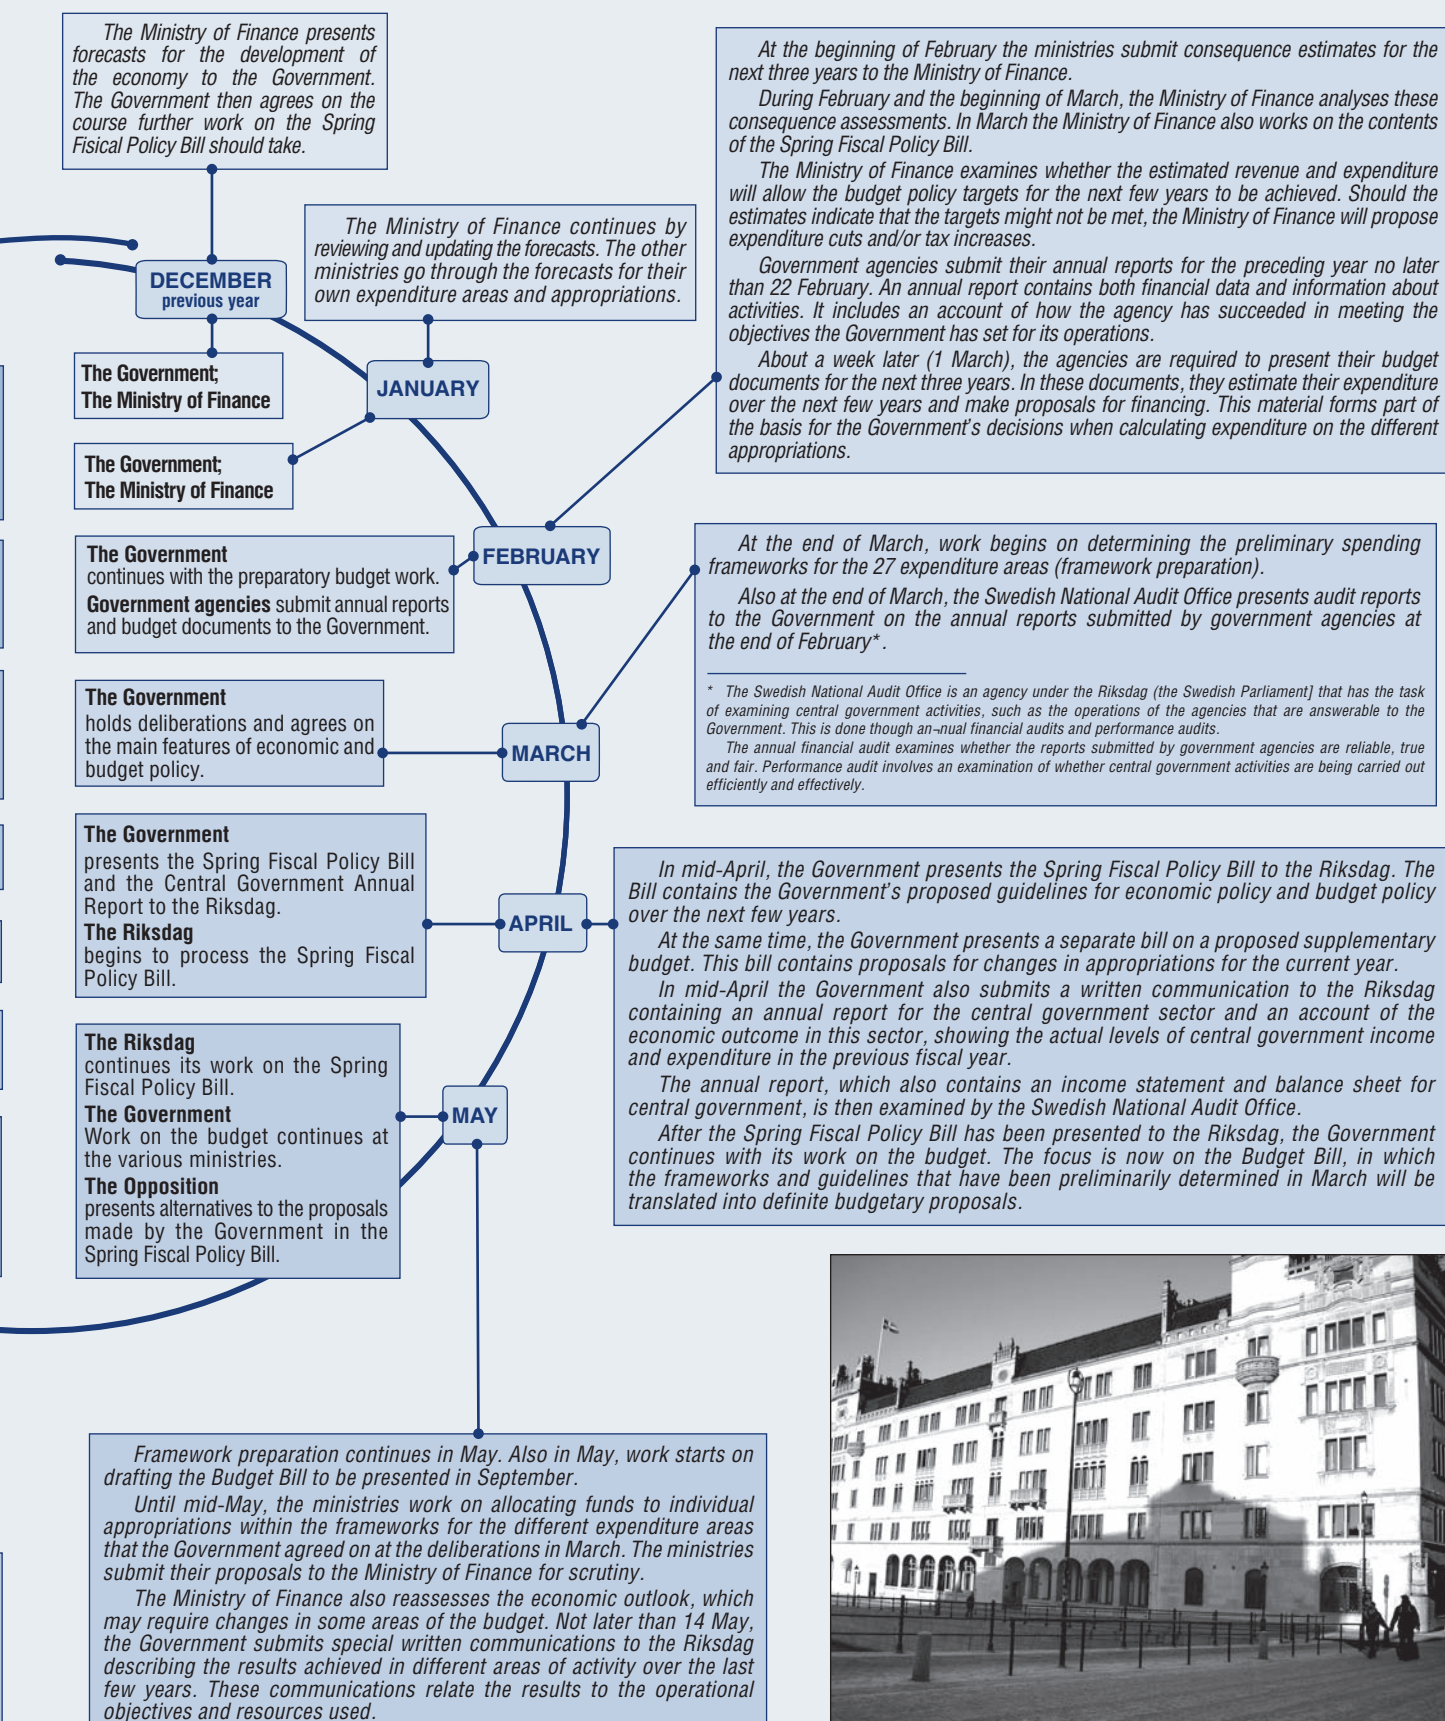 The Ministry of Finance presents
forecasts for the development of
the economy to the Government.
The Government then agrees on the
course further work on the Spring
Fisical Policy Bill should take.
DECEMBER
previous year
The Government;
The Ministry of Finance
The Ministry of Finance continues by
reviewing and updating the forecasts. The other
ministries go through the forecasts for their
own expenditure areas and appropriations.
JANUARY
The Government;
The Ministry of Finance
At the beginning of February the ministries submit consequence estimates for the
next three years to the Ministry of Finance.
During February and the beginning of March, the Ministry of Finance analyses these
consequence assessments. In March the Ministry of Finance also works on the contents
of the Spring Fiscal Policy Bill.
The Ministry of Finance examines whether the estimated revenue and expenditure
will allow the budget policy targets for the next few years to be achieved. Should the
estimates indicate that the targets might not be met, the Ministry of Finance will propose
expenditure cuts and/or tax increases.
Government agencies submit their annual reports for the preceding year no later
than 22 February. An annual report contains both financial data and information about
activities. It includes an account of how the agency has succeeded in meeting the
objectives the Government has set for its operations.
About a week later (1 March), the agencies are required to present their budget
documents for the next three years. In these documents, they estimate their expenditure
over the next few years and make proposals for financing. This material forms part of
the basis for the Government's decisions when calculating expenditure on the different
appropriations.
FEBRUARY
The Government
continues with the preparatory budget work.
Government agencies submit annual reports
and budget documents to the Government.
At the end of March, work begins on determining the preliminary spending
frameworks for the 27 expenditure areas (framework preparation).
Also at the end of March, the Swedish National Audit Office presents audit reports
to the Government on the annual reports submitted by government agencies at
the end of February*.
* The Swedish National Audit Office is an agency under the Riksdag (the Swedish Parliament] that has the task
of examining central government activities, such as the operations of the agencies that are answerable to the
Government. This is done though an¬nual financial audits and performance audits.
The annual financial audit examines whether the reports submitted by government agencies are reliable, true
and fair. Performance audit involves an examination of whether central government activities are being carried out
efficiently and effectively.
The Government
holds deliberations and agrees on
the main features of economic and
budget policy.
MARCH
The Government
presents the Spring Fiscal Policy Bill
and the Central Government Annual
Report to the Riksdag.
The Riksdag
begins to process the Spring Fiscal
Policy Bill.
APRIL
In mid-April, the Government presents the Spring Fiscal Policy Bill to the Riksdag. The
Bill contains the Government's proposed guidelines for economic policy and budget policy
over the next few years.
At the same time, the Government presents a separate bill on a proposed supplementary
budget. This bill contains proposals for changes in appropriations for the current year.
In mid-April the Government also submits a written communication to the Riksdag
containing an annual report for the central government sector and an account of the
economic outcome in this sector, showing the actual levels of central government income
and expenditure in the previous fiscal year.
The annual report, which also contains an income statement and balance sheet for
central government, is then examined by the Swedish National Audit Office.
After the Spring Fiscal Policy Bill has been presented to the Riksdag, the Government
continues with its work on the budget. The focus is now on the Budget Bill, in which
the frameworks and guidelines that have been preliminarily determined in March will be
translated into definite budgetary proposals.
The Riksdag
continues its work on the Spring
Fiscal Policy Bill.
The Government
Work on the budget continues at
the various ministries.
The Opposition
presents alternatives to the proposals
made by the Government in the
Spring Fiscal Policy Bill.
MAY
Framework preparation continues in May. Also in May, work starts on
drafting the Budget Bill to be presented in September.
Until mid-May, the ministries work on allocating funds to individual
appropriations within the frameworks for the different expenditure areas
that the Government agreed on at the deliberations in March. The ministries
submit their proposals to the Ministry of Finance for scrutiny.
The Ministry of Finance also reassesses the economic outlook, which
may require changes in some areas of the budget. Not later than 14 May,
the Government submits special written communications to the Riksdag
describing the results achieved in different areas of activity over the last
few years. These communications relate the results to the operational
objectives and resources used.